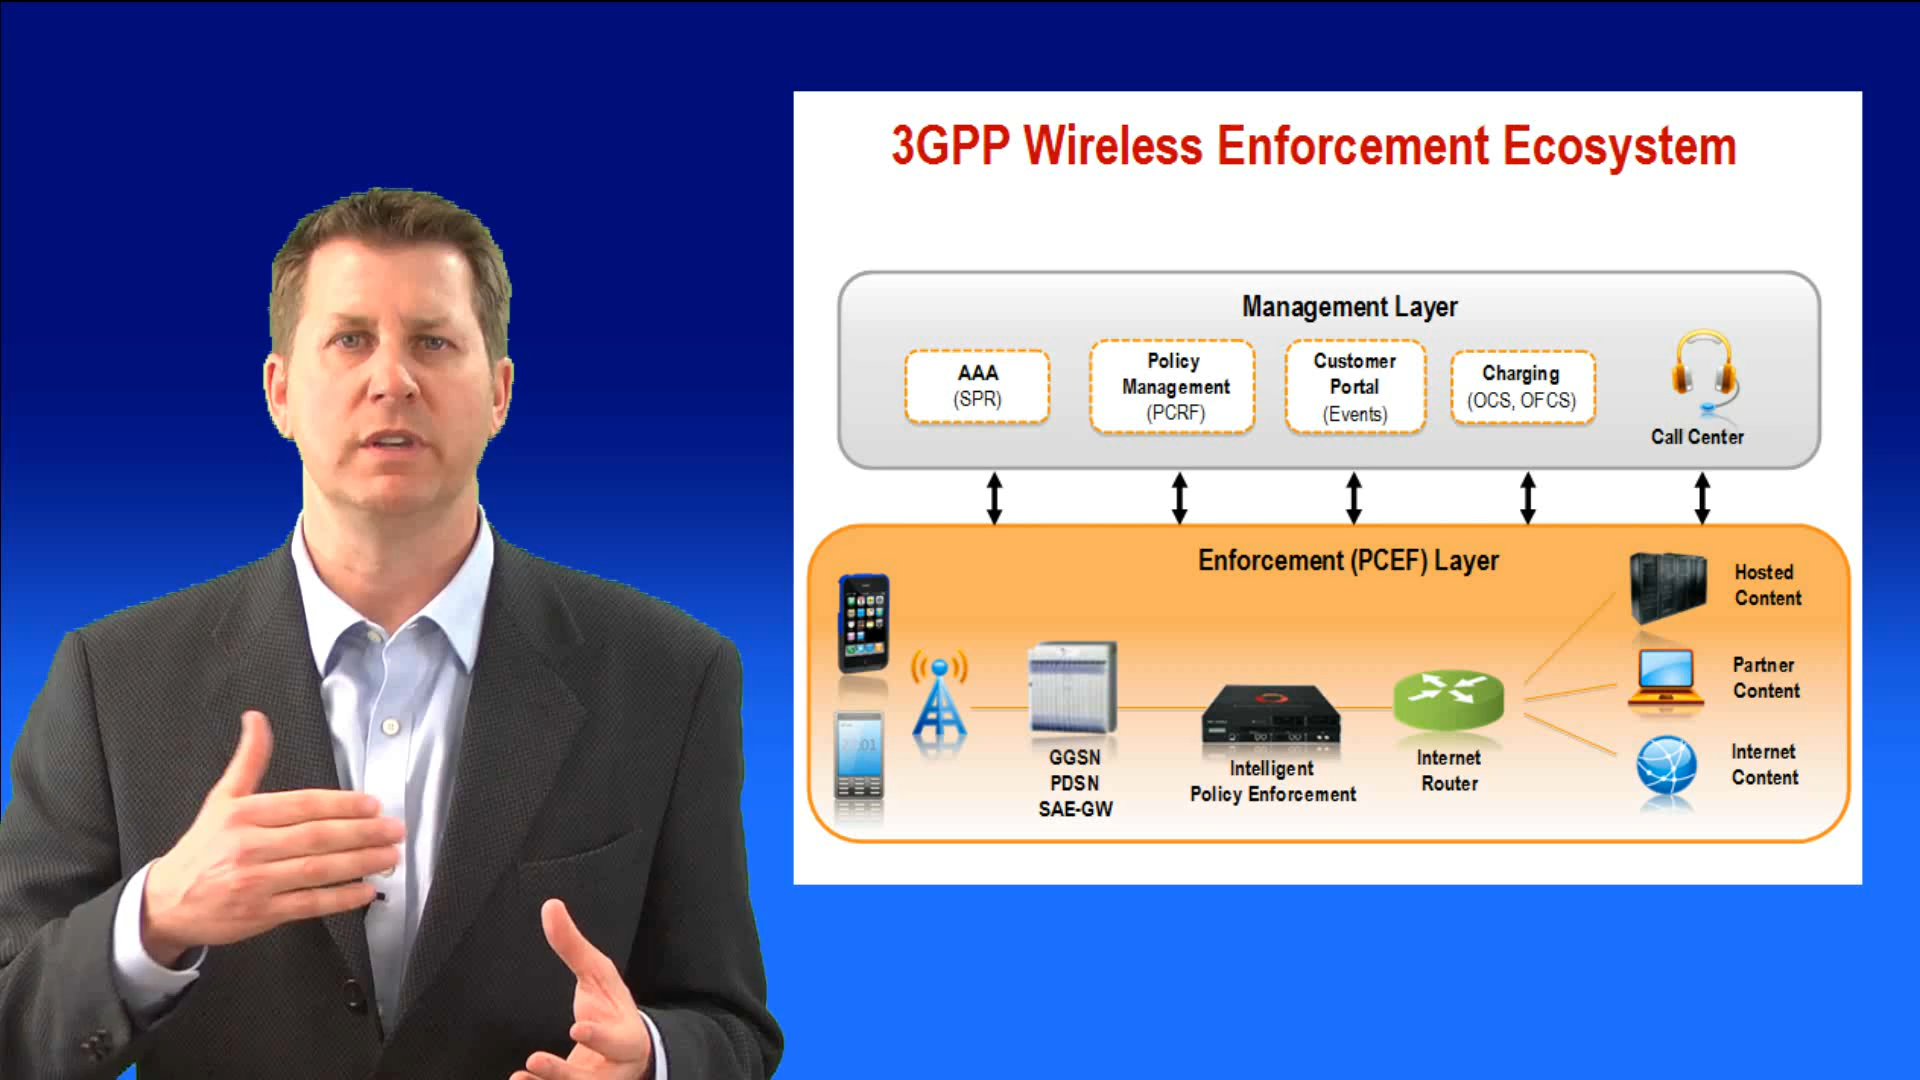 3GPP Wireless Enforcement Ecosystem
Management Layer
AAA
(SPR)
Policy
Management
(PCRF)
Customer
Portal
(Events)
Charging
(OCS, OFCS)
Call Center
Enforcement (PCEF) Layer
GGSN
PDSN
SAE-GW
Intelligent
Policy Enforcement
Internet
Router
Hosted
Content
Partner
Content
Internet
Content